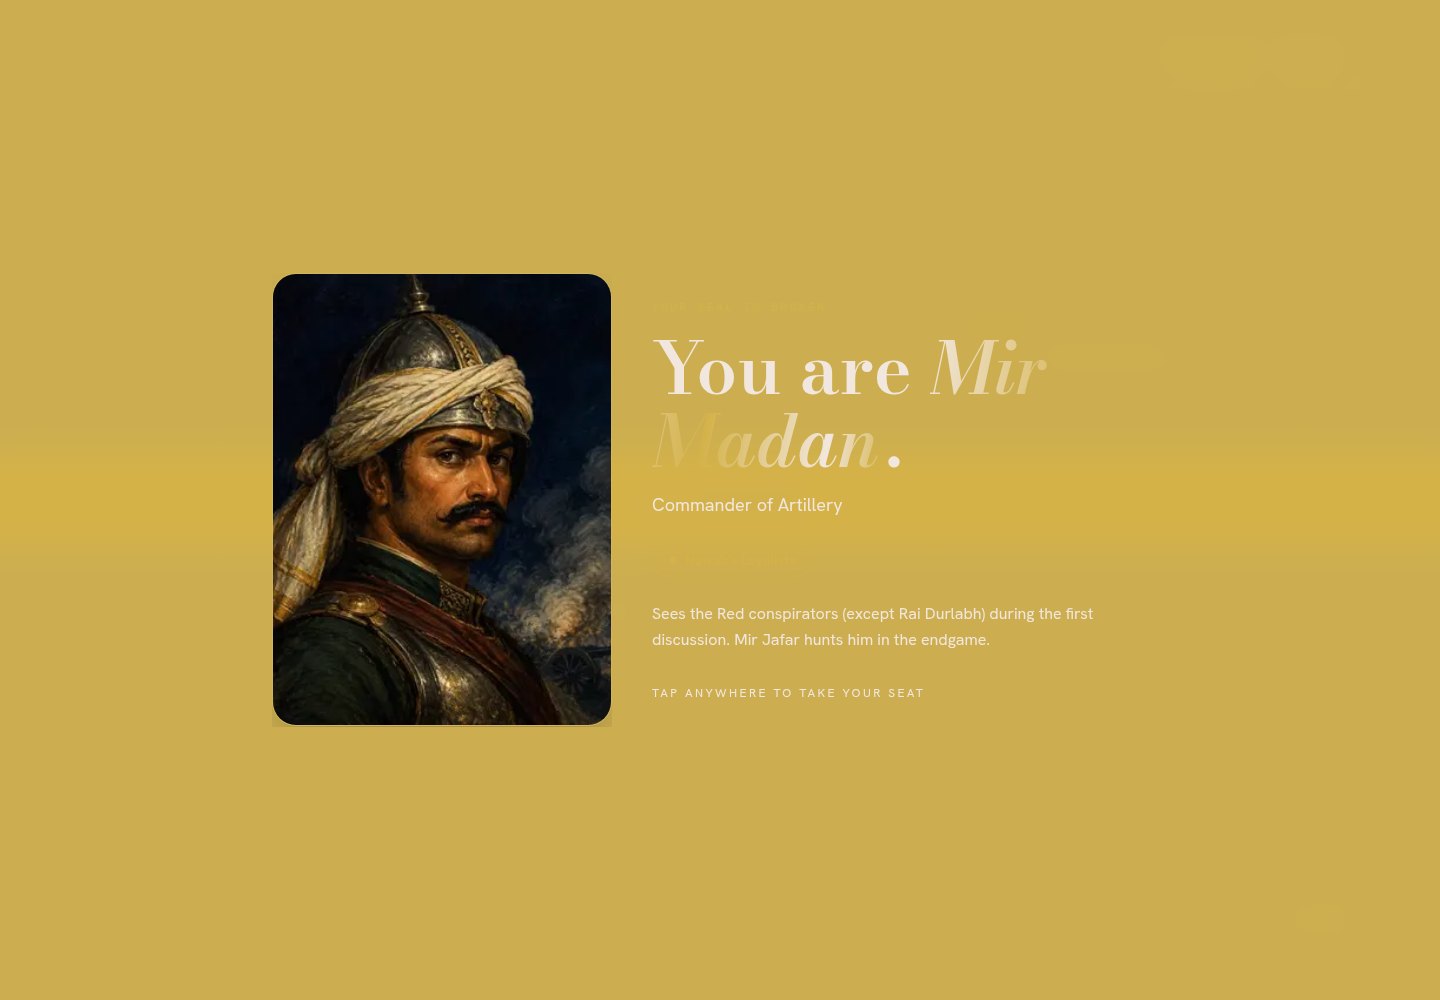 You are Mir
Madan.
Commander of Artillery
Sees the Red conspirators (except Rai Durlabh) during the first
discussion. Mir Jafar hunts him in the endgame.
TAP ANYWHERE TO TAKE YOUR SEAT